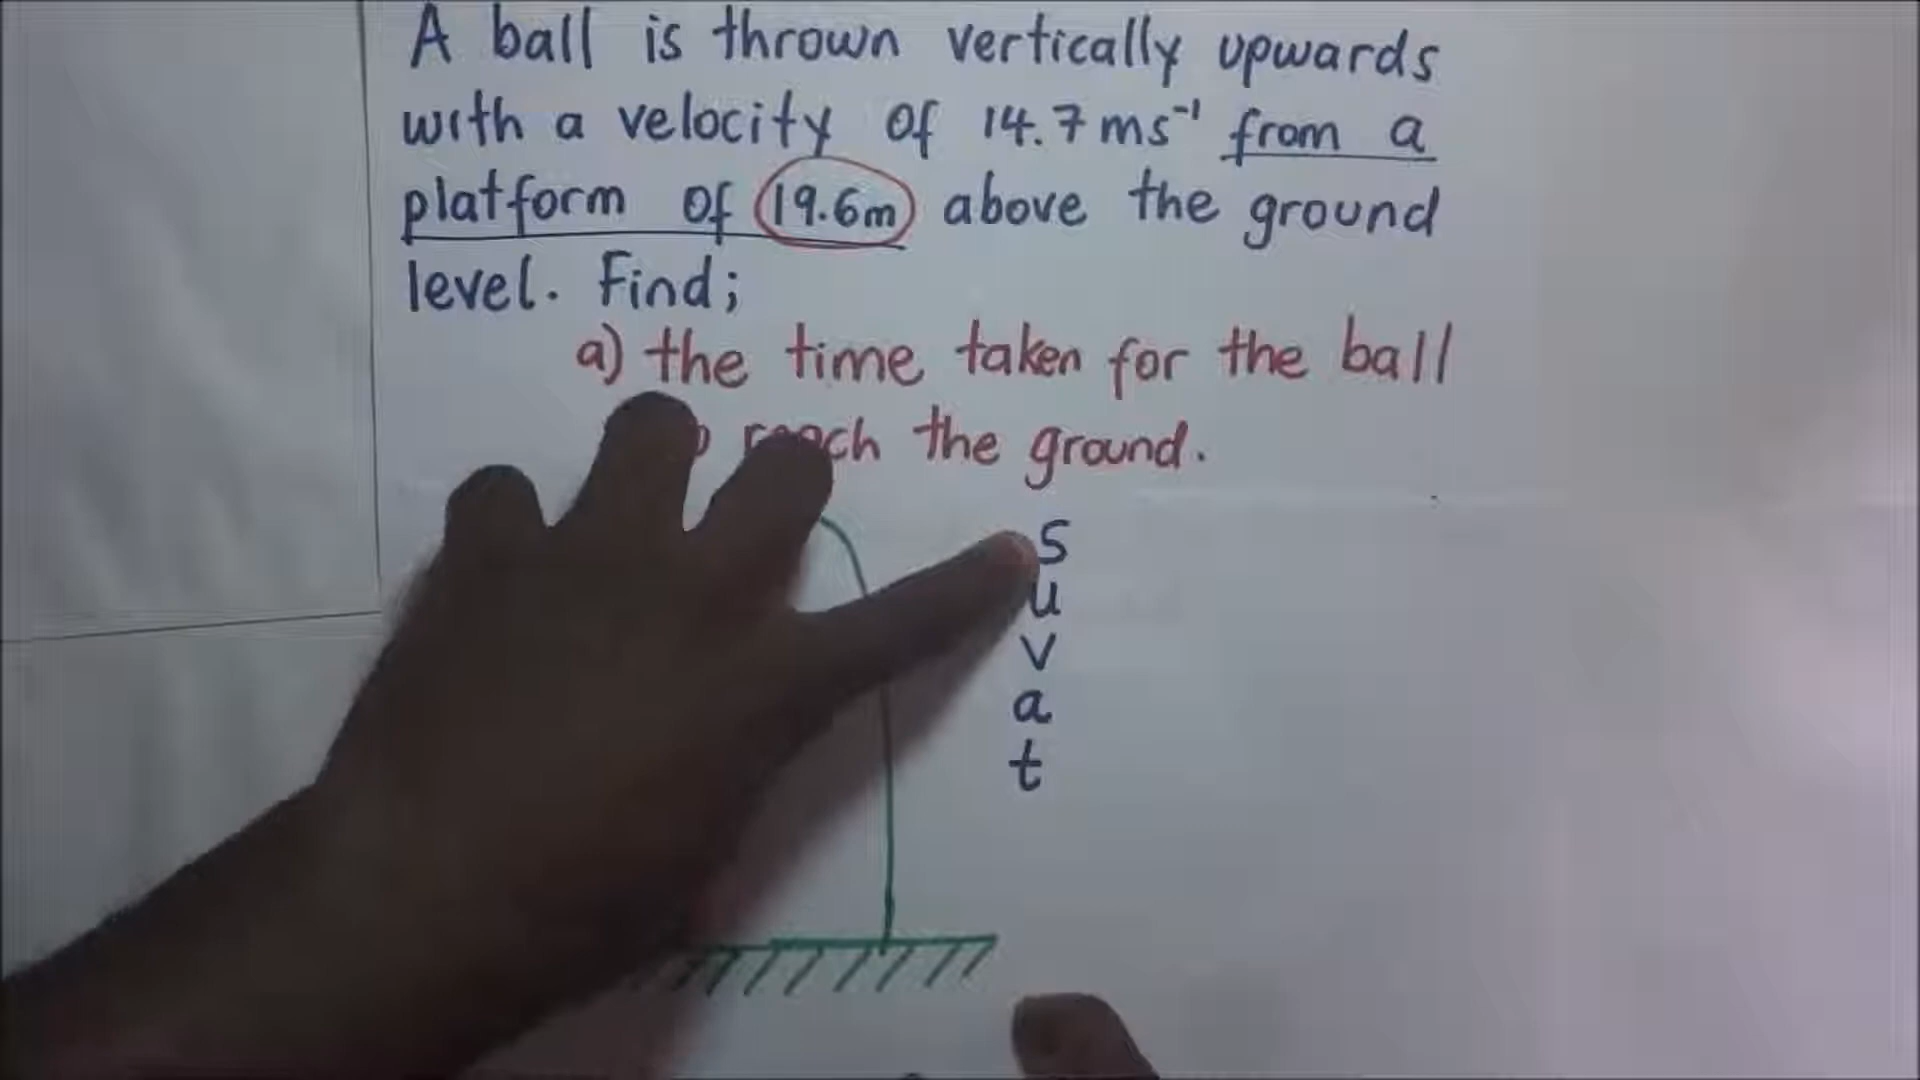 A ball is thrown vertically upwards
with a velocity of 14.7 ms⁻¹ from a
platform of 19.6m above the ground
level. Find;
a) the time taken for the ball
the ground.
s
u
v
a
t